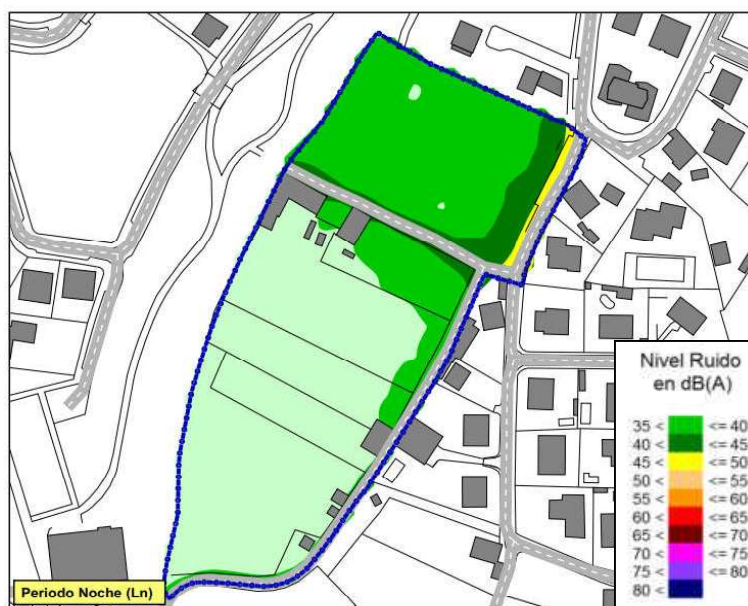 Nivel Ruido
en dB(A)
35 < <= 40
40 < <= 45
45 < <= 50
50 < <= 55
55 < <= 60
60 < <= 65
65 < <= 70
70 < <= 75
75 < <= 80
80 <
Periodo Noche (Ln)